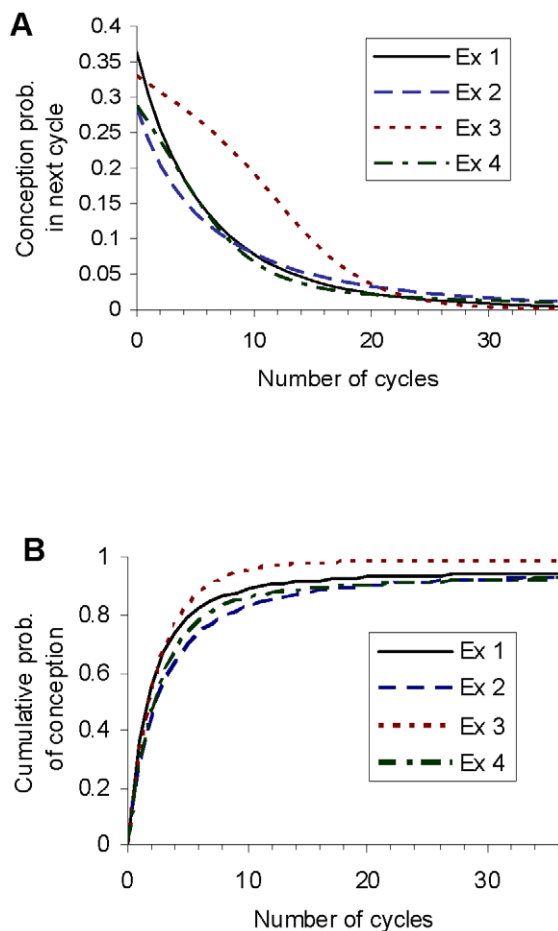 A
Conception prob.
in next cycle
0.4
0.35
0.3
0.25
0.2
0.15
0.1
0.05
0
0
10
20
30
Number of cycles
Ex 1
Ex 2
Ex 3
Ex 4
B
Cumulative prob.
of conception
1
0.8
0.6
0.4
0.2
0
0
10
20
30
Number of cycles
Ex 1
Ex 2
Ex 3
Ex 4